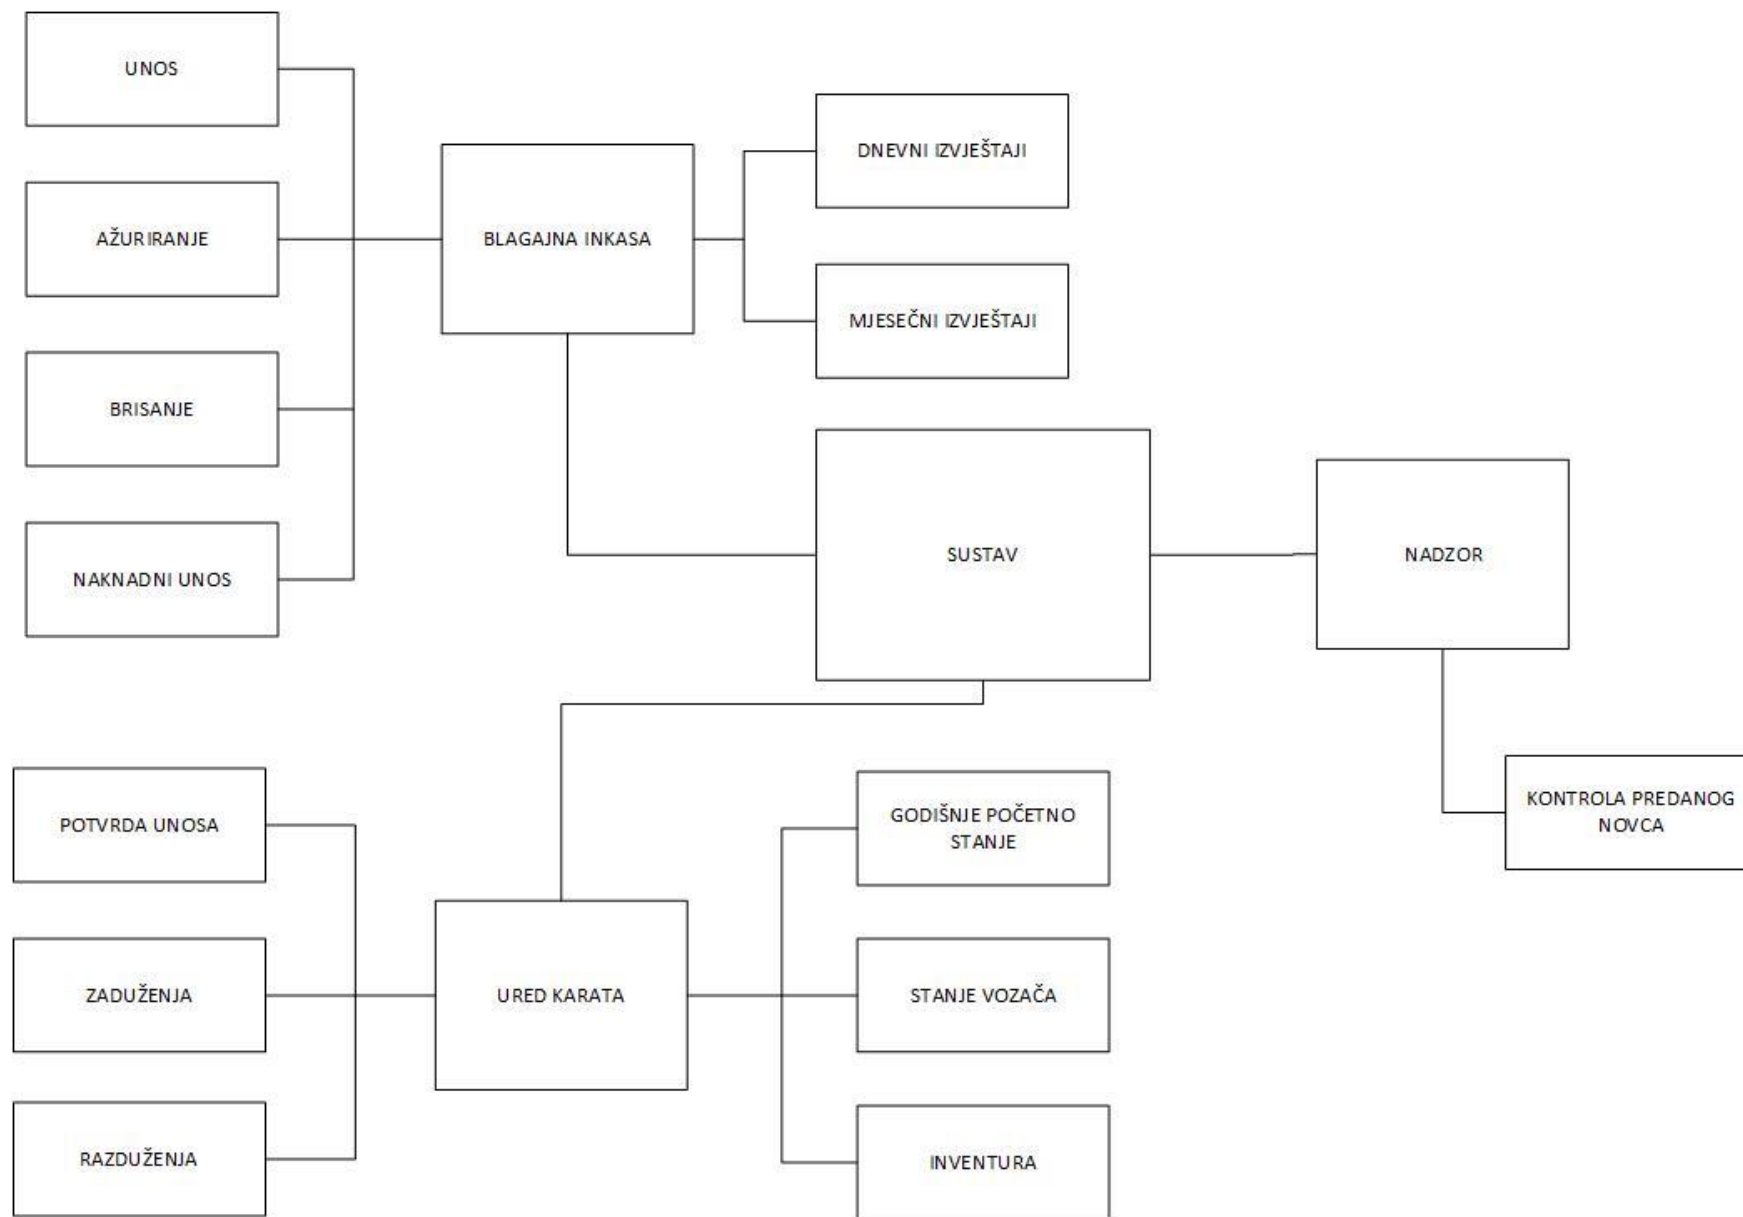 UNOS
AŽURIRANJE
BRISANJE
NAKNADNI UNOS
BLAGAJNA INKASA
DNEVNI IZVJEŠTAJI
MJESEČNI IZVJEŠTAJI
SUSTAV
NADZOR
KONTROLA PREDANOG
NOVCA
POTVRDA UNOSA
ZADUŽENJA
RAZDUŽENJA
URED KARATA
GODIŠNJE POČETNO
STANJE
STANJE VOZAČA
INVENTURA